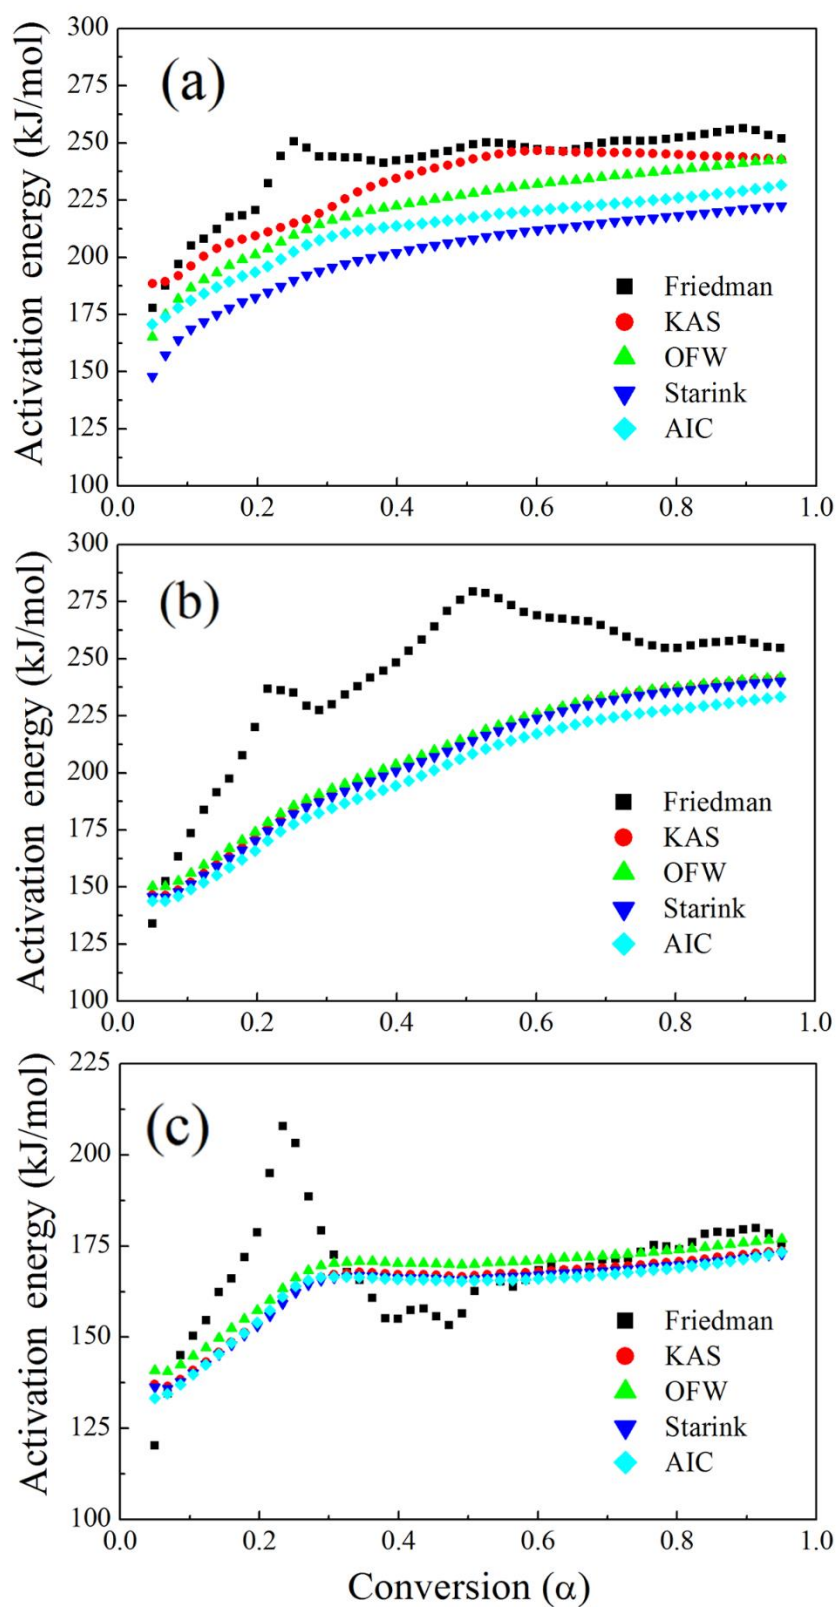 (a)
Activation energy (kJ/mol)
300
275
250
225
200
175
150
125
100
Friedman
KAS
OFW
Starink
AIC
0.0 0.2 0.4 0.6 0.8 1.0
(b)
Activation energy (kJ/mol)
300
275
250
225
200
175
150
125
100
Friedman
KAS
OFW
Starink
AIC
0.0 0.2 0.4 0.6 0.8 1.0
(c)
Activation energy (kJ/mol)
225
200
175
150
125
100
Friedman
KAS
OFW
Starink
AIC
0.0 0.2 0.4 0.6 0.8 1.0
Conversion (α)